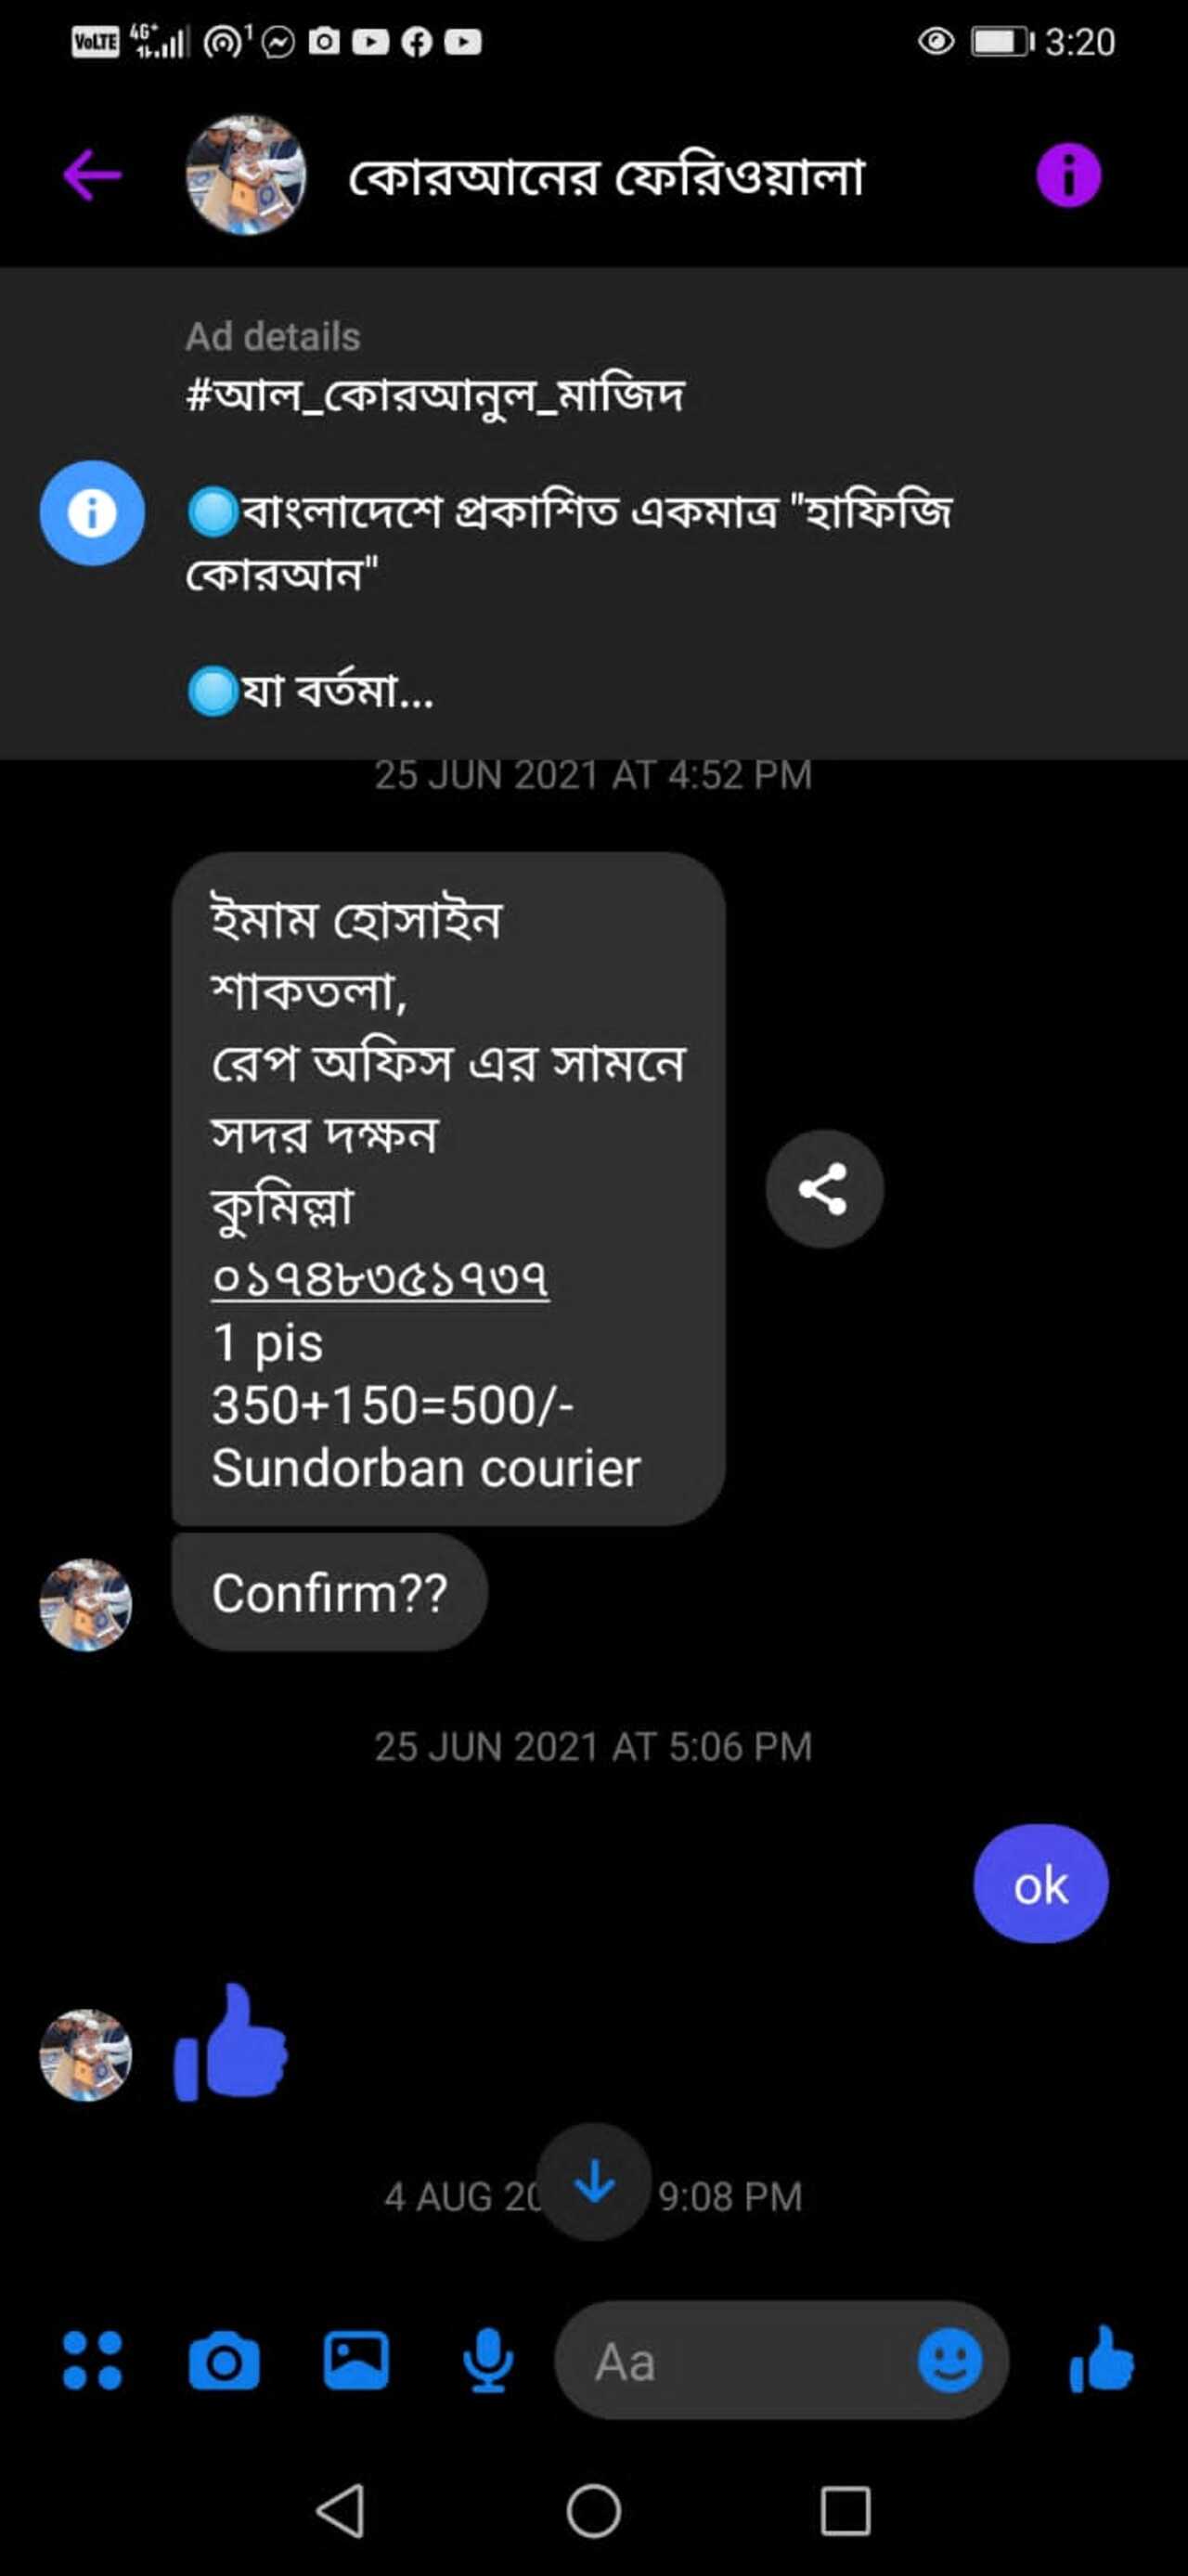 VoLTE 4G+ 1 3:20
কোরআনের ফেরিওয়ালা
Ad details
#আল_কোরআনুল_মাজিদ
বাংলাদেশে প্রকাশিত একমাত্র "হাফিজি
কোরআন"
যা বর্তমা...
25 JUN 2021 AT 4:52 PM
ইমাম হোসাইন
শাকতলা,
রেপ অফিস এর সামনে
সদর দক্ষন
কুমিল্লা
০১৭৪৮৩৫১৭৩৭
1 pis
350+150=500/-
Sundorban courier
Confirm??
25 JUN 2021 AT 5:06 PM
ok
4 AUG 20 9:08 PM
Aa